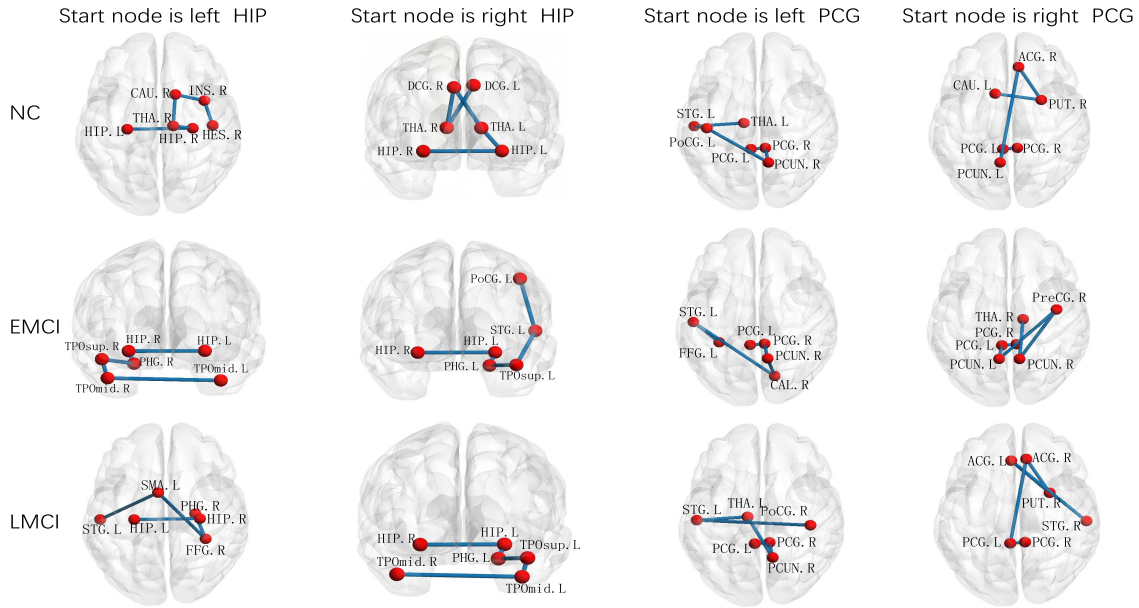 Start node is left HIP
Start node is right HIP
Start node is left PCG
Start node is right PCG
NC
CAU.R
INS.R
HIP.L
THA.R
HIP.R
HES.R
DCG.R
DCG.L
THA.R
THA.L
HIP.R
HIP.L
STG.L
THA.L
PoCG.L
PCG.L
PCG.R
PCUN.R
ACG.R
CAU.L
PUT.R
PCG.L
PCG.R
PCUN.L
EMCI
TPOsup.R
HIP.R
HIP.L
PHG.R
TPOmid.L
TPOmid.R
PoCG.L
STG.L
HIP.R
HIP.L
PHG.L
TPOsup.L
STG.L
FFG.L
PCG.L
PCG.R
PCUN.R
CAL.R
PreCG.R
THA.R
PCG.R
PCG.L
PCUN.L
PCUN.R
LMCI
SMA.L
PHG.R
STG.L
HIP.L
HIP.R
FFG.R
HIP.R
HIP.L
TPOsup.L
PHG.L
TPOmid.R
TPOmid.L
THA.L
STG.L
PoCG.R
PCG.L
PCG.R
PCUN.R
ACG.L
ACG.R
PUT.R
STG.R
PCG.L
PCG.R